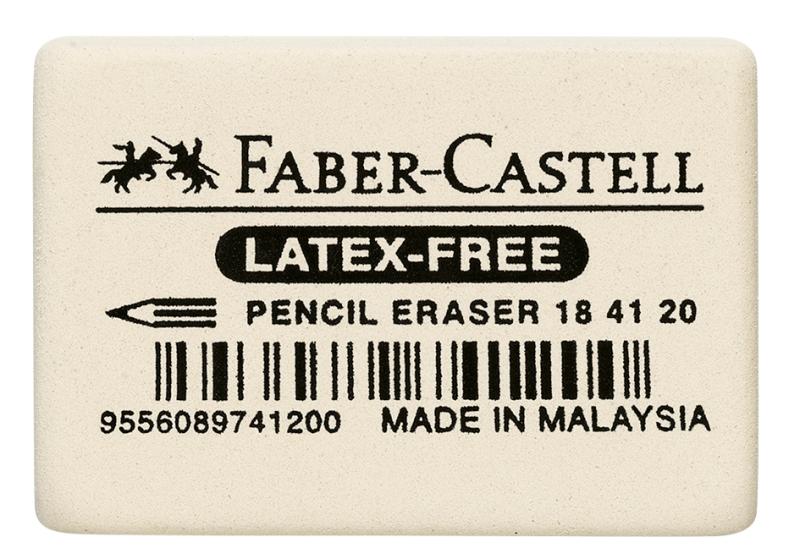 FABER-CASTELL
LATEX-FREE
PENCIL ERASER 18 41 20
9556089741200 MADE IN MALAYSIA